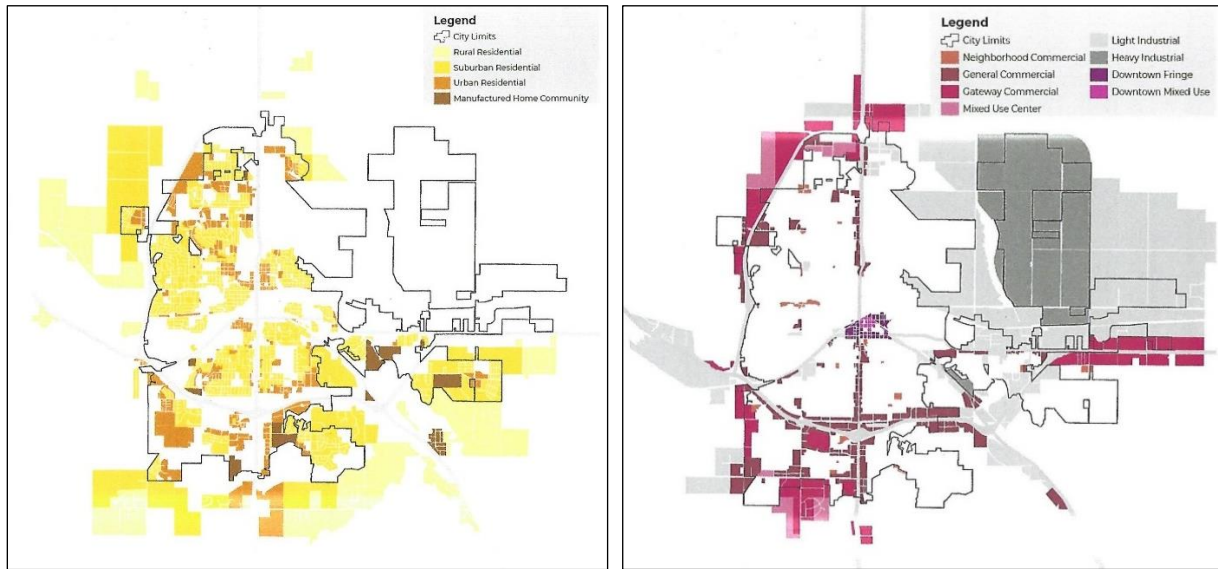 Legend
City Limits
Rural Residential
Suburban Residential
Urban Residential
Manufactured Home Community
Legend
City Limits
Neighborhood Commercial
General Commercial
Gateway Commercial
Mixed Use Center
Light Industrial
Heavy Industrial
Downtown Fringe
Downtown Mixed Use